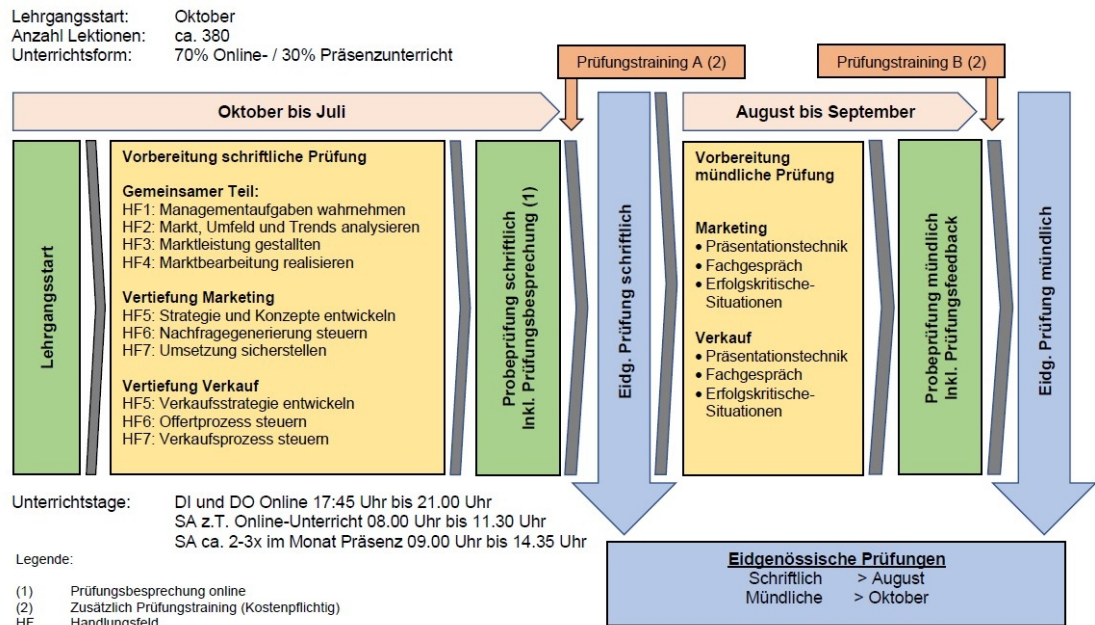 Lehrgangsstart: Oktober
Anzahl Lektionen: ca. 380
Unterrichtsform: 70% Online- / 30% Präsenzunterricht
Prüfungstraining A (2)
Prüfungstraining B (2)
Oktober bis Juli
August bis September
Lehrgangsstart
Vorbereitung schriftliche Prüfung
Gemeinsamer Teil:
HF1: Managementaufgaben wahrnehmen
HF2: Markt, Umfeld und Trends analysieren
HF3: Marktleistung gestallten
HF4: Marktbearbeitung realisieren
Vertiefung Marketing
HF5: Strategie und Konzepte entwickeln
HF6: Nachfragegenerierung steuern
HF7: Umsetzung sicherstellen
Vertiefung Verkauf
HF5: Verkaufsstrategie entwickeln
HF6: Offertprozess steuern
HF7: Verkaufsprozess steuern
Probeprüfung schriftlich
Inkl. Prüfungsbesprechung (1)
Eidg. Prüfung schriftlich
Vorbereitung
mündliche Prüfung
Marketing
• Präsentationstechnik
• Fachgespräch
• Erfolgskritische-
Situationen
Verkauf
• Präsentationstechnik
• Fachgespräch
• Erfolgskritische-
Situationen
Probeprüfung mündlich
Inkl. Prüfungsfeedback
Eidg. Prüfung mündlich
Unterrichtstage: DI und DO Online 17:45 Uhr bis 21.00 Uhr
SA z.T. Online-Unterricht 08.00 Uhr bis 11.30 Uhr
SA ca. 2-3x im Monat Präsenz 09.00 Uhr bis 14.35 Uhr
Legende:
(1) Prüfungsbesprechung online
(2) Zusätzlich Prüfungstraining (Kostenpflichtig)
HF Handlungsfeld
Eidgenössische Prüfungen
Schriftlich > August
Mündliche > Oktober